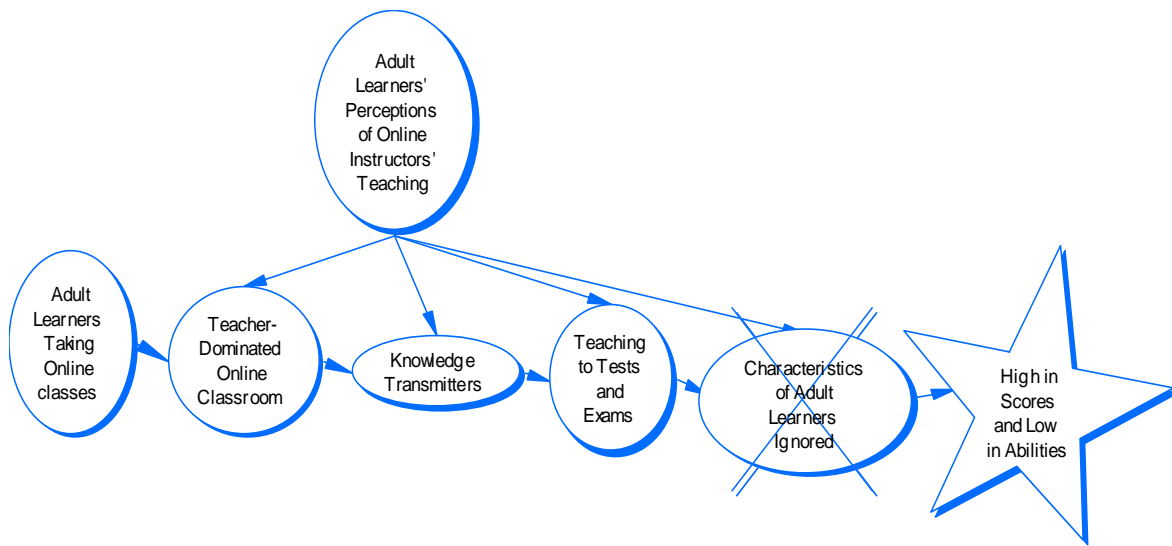 Adult
Learners'
Perceptions
of Online
Instructors'
Teaching
Adult
Learners
Taking
Online
classes
Teacher-
Dominated
Online
Classroom
Knowledge
Transmitters
Teaching
to Tests
and
Exams
Characteristics
of Adult
Learners
Ignored
High in
Scores
and Low
in Abilities